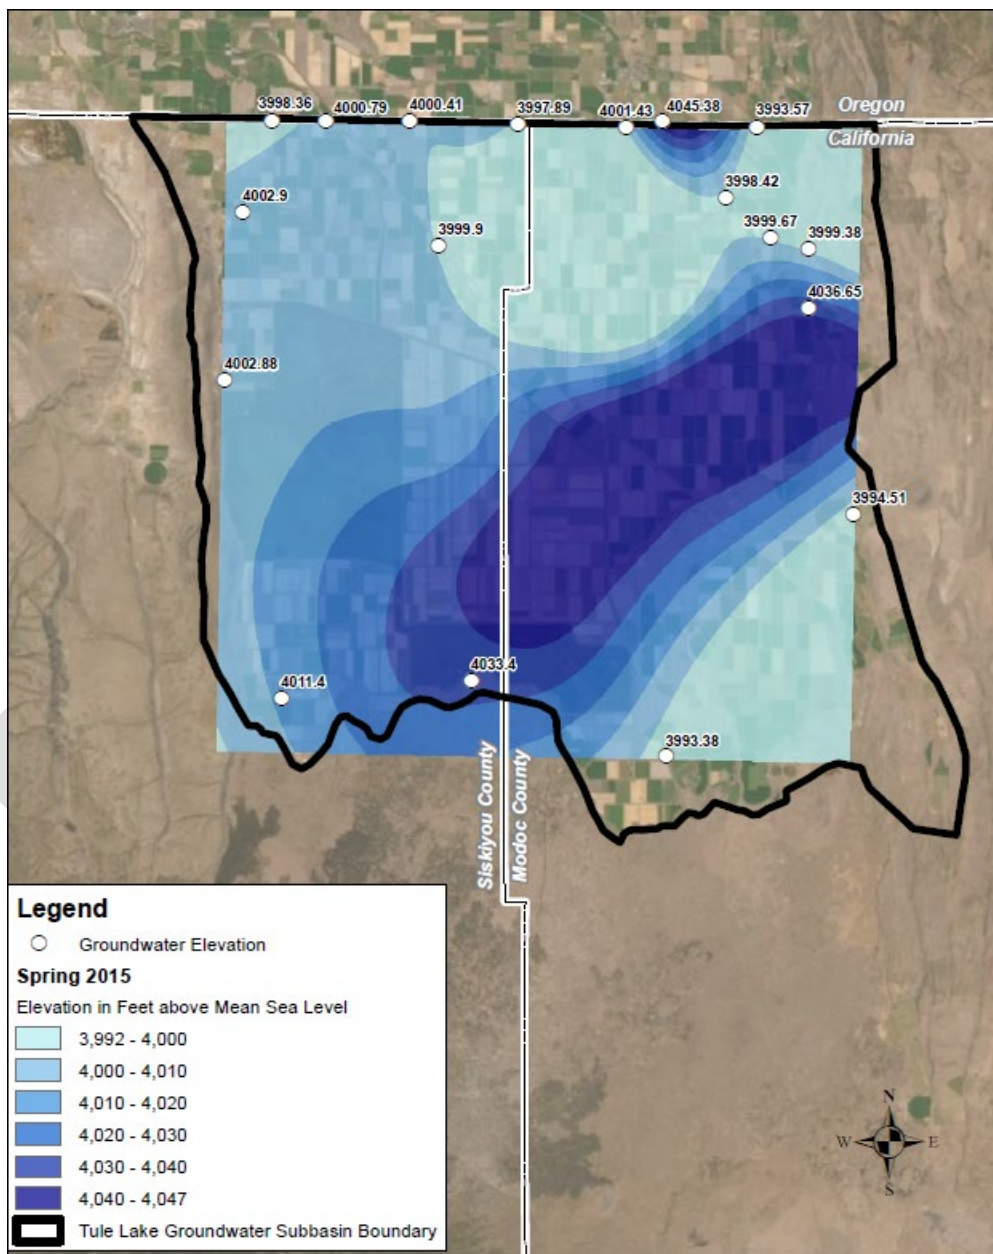 3998.36
4000.79
4000.41
3997.89
4001.43
4045.38
3993.57
Oregon
California
4002.9
3999.9
3998.42
3999.67
3999.38
4036.65
4002.88
3994.51
4011.4
4033.4
3993.38
Siskiyou County
Modoc County
Legend
Groundwater Elevation
Spring 2015
Elevation in Feet above Mean Sea Level
3,992 - 4,000
4,000 - 4,010
4,010 - 4,020
4,020 - 4,030
4,030 - 4,040
4,040 - 4,047
Tule Lake Groundwater Subbasin Boundary
N
W E
S